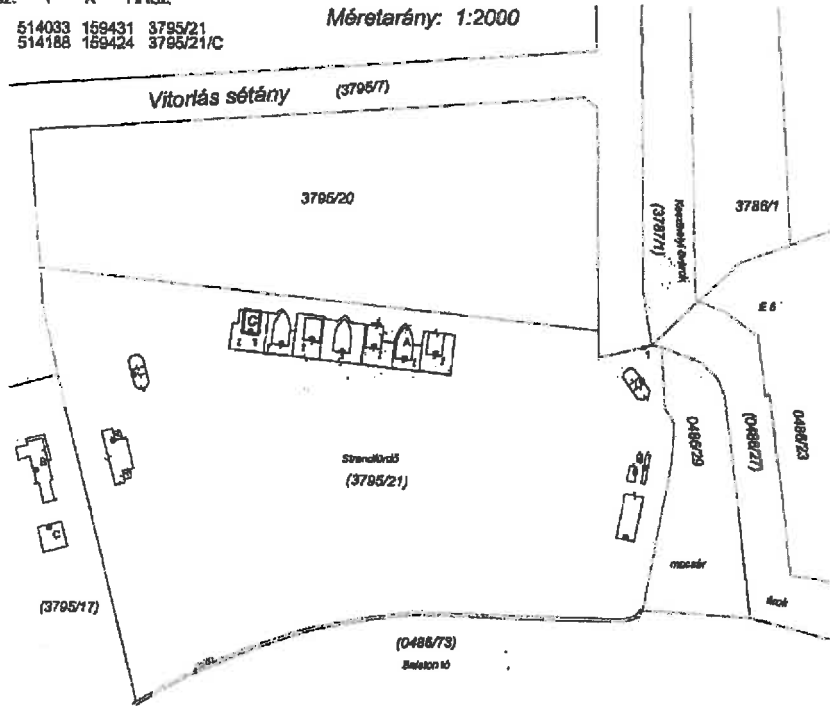 Méretarány: 1:2000
514033 159431 3795/21
514188 159424 3795/21/C
Vitorlás sétány (3795/7)
3795/20
(3787/1)
3786/1
C
A
Strandfürdő
(3795/21)
0486/29
(0486/27)
0486/23
C
mocsár
árok
(3795/17)
(0486/73)
Balaton tó